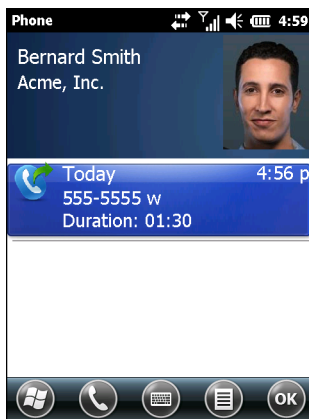 Phone 4:59
Bernard Smith
Acme, Inc.
Today 4:56 p
555-5555 w
Duration: 01:30
OK